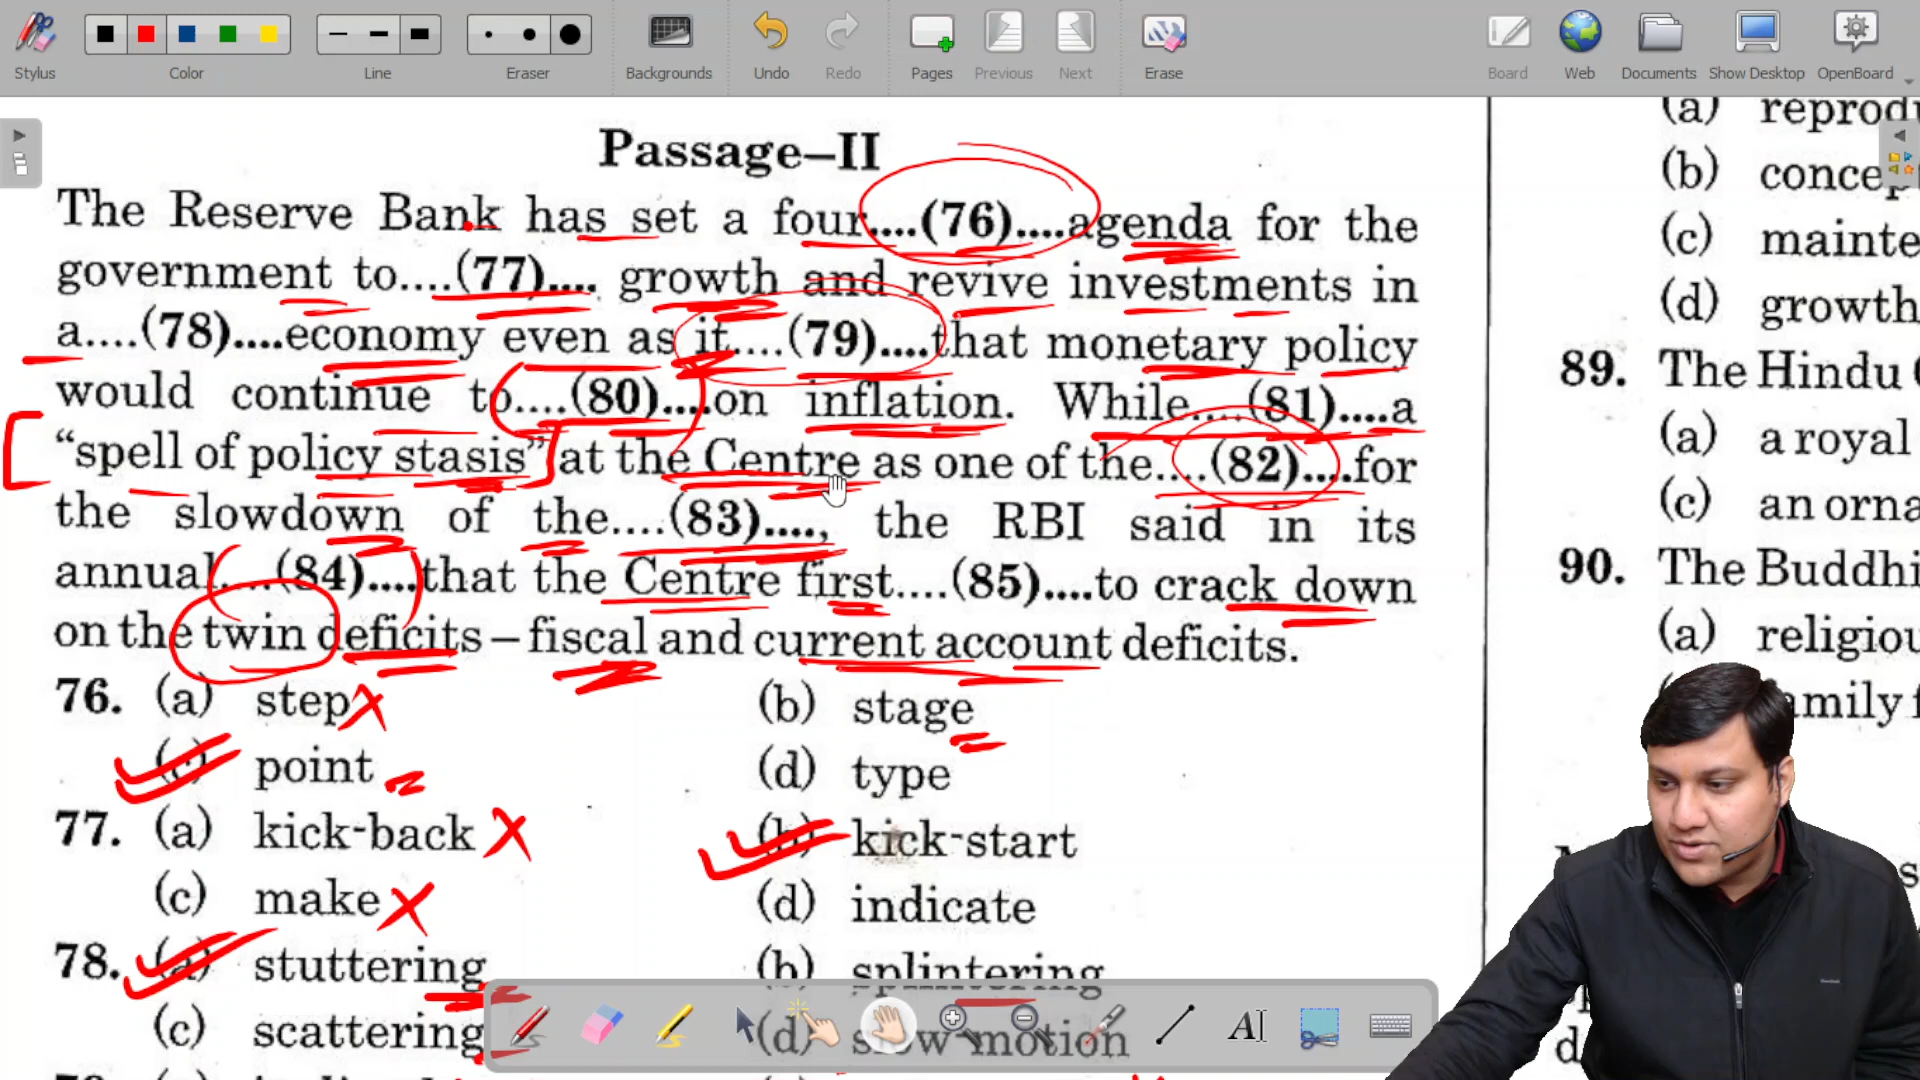 Stylus
Color
Line
Eraser
Backgrounds
Undo
Redo
Pages
Previous
Next
Erase
Board
Web
Documents
Show Desktop
OpenBoard
Passage–II
The Reserve Bank has set a four....(76)....agenda for the
government to....(77).... growth and revive investments in
a....(78)....economy even as it....(79)....that monetary policy
would continue to....(80)....on inflation. While....(81)....a
“spell of policy stasis” at the Centre as one of the....(82)....for
the slowdown of the....(83)...., the RBI said in its
annual....(84)....that the Centre first....(85)....to crack down
on the twin deficits – fiscal and current account deficits.
76. (a) step (b) stage
(c) point (d) type
77. (a) kick-back (b) kick-start
(c) make (d) indicate
78. (a) stuttering (b) splintering
(c) scattering (d) slow-motion
(a) reprodu
(b) conce
(c) mainte
(d) growth
89. The Hindu
(a) a royal
(c) an orna
90. The Buddhi
(a) religiou
amily f